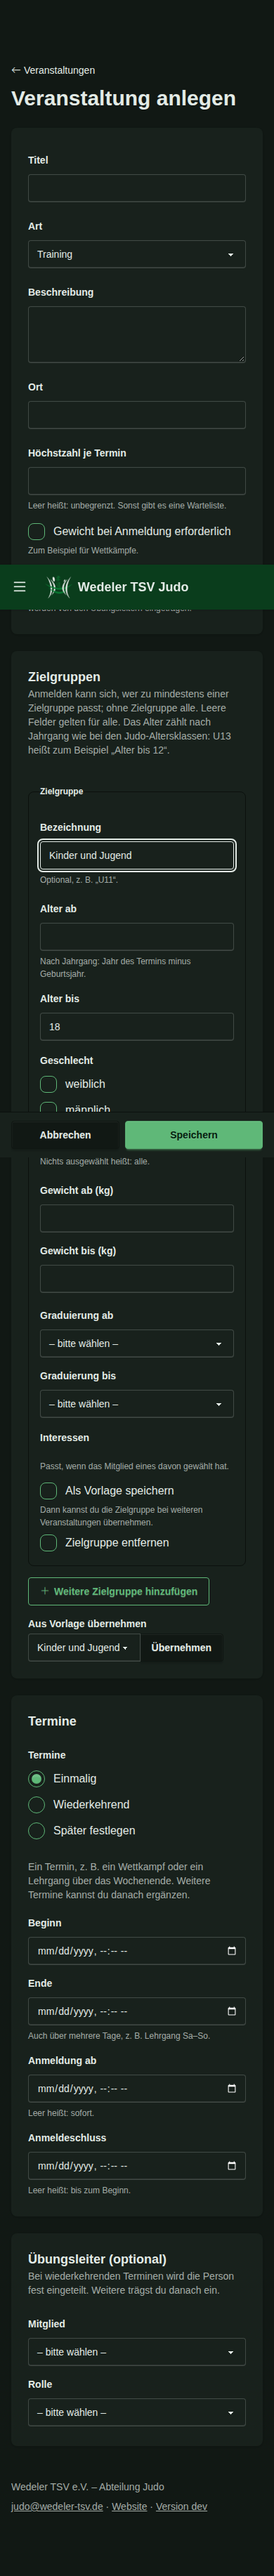 ← Veranstaltungen
Veranstaltung anlegen
Titel
Art
Training
Beschreibung
Ort
Höchstzahl je Termin
Leer heißt: unbegrenzt. Sonst gibt es eine Warteliste.
Gewicht bei Anmeldung erforderlich
Zum Beispiel für Wettkämpfe.
Wedeler TSV Judo
Zielgruppen
Anmelden kann sich, wer zu mindestens einer
Zielgruppe passt; ohne Zielgruppe alle. Leere
Felder gelten für alle. Das Alter zählt nach
Jahrgang wie bei den Judo-Altersklassen: U13
heißt zum Beispiel „Alter bis 12“.
Zielgruppe
Bezeichnung
Kinder und Jugend
Optional, z. B. „U11“.
Alter ab
Nach Jahrgang: Jahr des Termins minus
Geburtsjahr.
Alter bis
18
Geschlecht
weiblich
männlich
Abbrechen
Speichern
Nichts ausgewählt heißt: alle.
Gewicht ab (kg)
Gewicht bis (kg)
Graduierung ab
– bitte wählen –
Graduierung bis
– bitte wählen –
Interessen
Passt, wenn das Mitglied eines davon gewählt hat.
Als Vorlage speichern
Dann kannst du die Zielgruppe bei weiteren
Veranstaltungen übernehmen.
Zielgruppe entfernen
+ Weitere Zielgruppe hinzufügen
Aus Vorlage übernehmen
Kinder und Jugend
Übernehmen
Termine
Termine
Einmalig
Wiederkehrend
Später festlegen
Ein Termin, z. B. ein Wettkampf oder ein
Lehrgang über das Wochenende. Weitere
Termine kannst du danach ergänzen.
Beginn
mm/dd/yyyy, --:-- --
Ende
mm/dd/yyyy, --:-- --
Auch über mehrere Tage, z. B. Lehrgang Sa–So.
Anmeldung ab
mm/dd/yyyy, --:-- --
Leer heißt: sofort.
Anmeldeschluss
mm/dd/yyyy, --:-- --
Leer heißt: bis zum Beginn.
Übungsleiter (optional)
Bei wiederkehrenden Terminen wird die Person
fest eingeteilt. Weitere trägst du danach ein.
Mitglied
– bitte wählen –
Rolle
– bitte wählen –
Wedeler TSV e.V. – Abteilung Judo
judo@wedeler-tsv.de · Website · Version dev